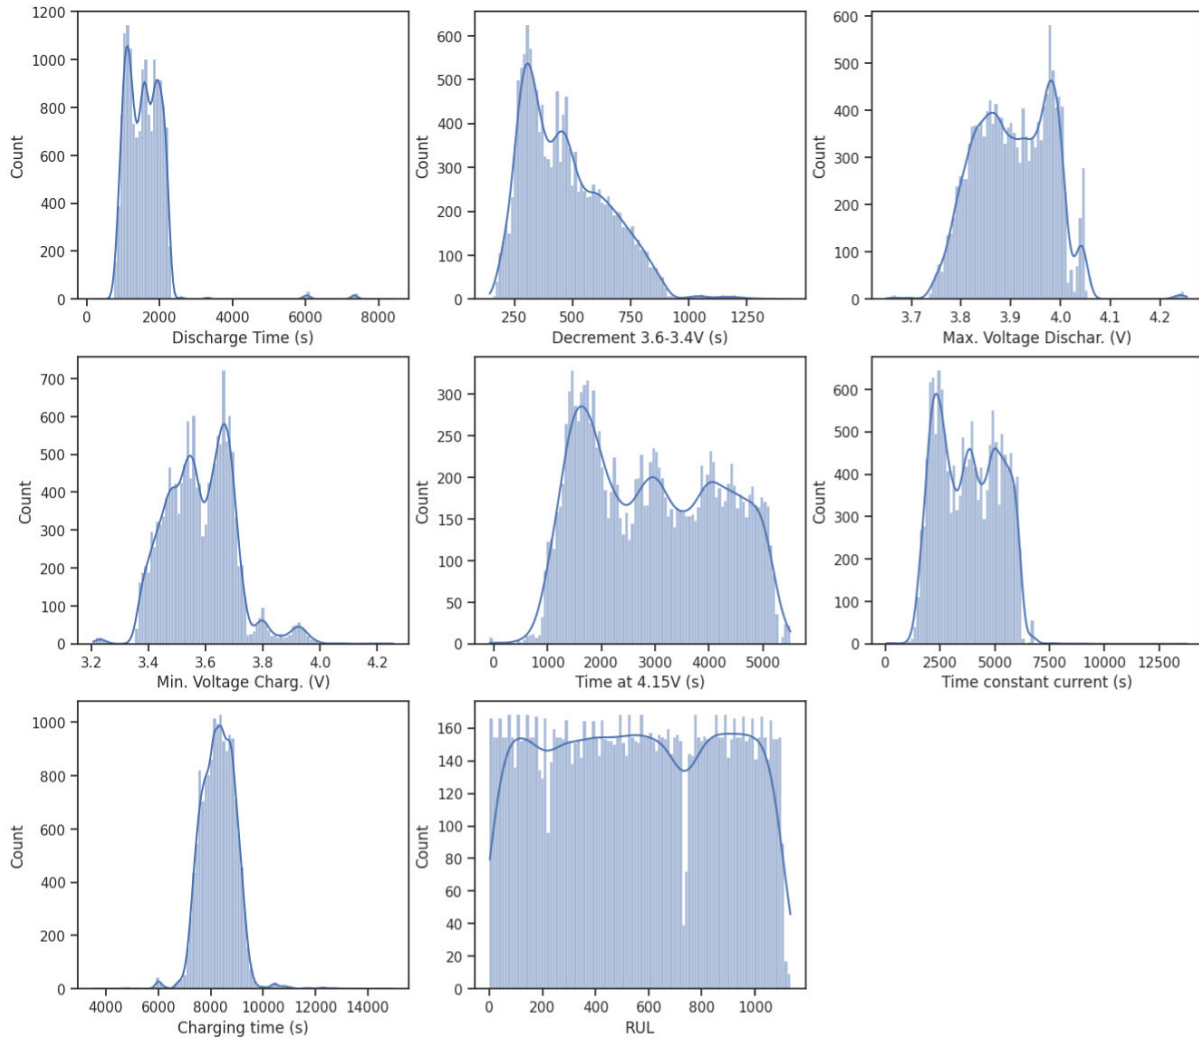 1200
1000
800
600
400
200
0
Count
0 2000 4000 6000 8000
Discharge Time (s)
600
500
400
300
200
100
0
Count
250 500 750 1000 1250
Decrement 3.6-3.4V (s)
600
500
400
300
200
100
0
Count
3.7 3.8 3.9 4.0 4.1 4.2
Max. Voltage Dischar. (V)
700
600
500
400
300
200
100
0
Count
3.2 3.4 3.6 3.8 4.0 4.2
Min. Voltage Charg. (V)
300
250
200
150
100
50
0
Count
0 1000 2000 3000 4000 5000
Time at 4.15V (s)
600
500
400
300
200
100
0
Count
0 2500 5000 7500 10000 12500
Time constant current (s)
1000
800
600
400
200
0
Count
4000 6000 8000 10000 12000 14000
Charging time (s)
160
140
120
100
80
60
40
20
0
Count
0 200 400 600 800 1000
RUL